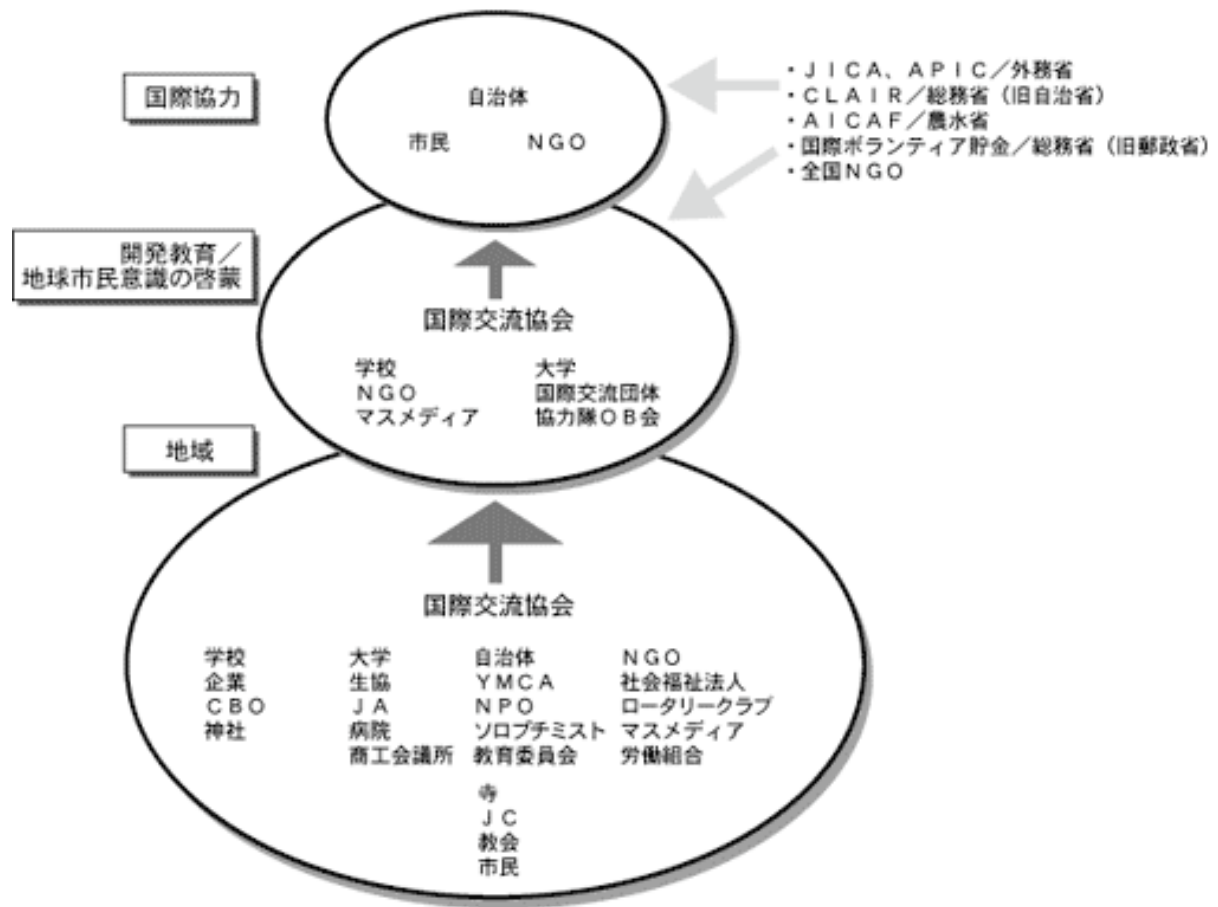 国際協力
自治体
市民 ＮＧＯ
・ＪＩＣＡ、ＡＰＩＣ／外務省
・ＣＬＡＩＲ／総務省（旧自治省）
・ＡＩＣＡＦ／農水省
・国際ボランティア貯金／総務省（旧郵政省）
・全国ＮＧＯ
開発教育／
地球市民意識の啓蒙
国際交流協会
学校 大学
ＮＧＯ 国際交流団体
マスメディア 協力隊ＯＢ会
地域
国際交流協会
学校 大学 自治体 ＮＧＯ
企業 生協 ＹＭＣＡ 社会福祉法人
ＣＢＯ ＪＡ ＮＰＯ ロータリークラブ
神社 病院 ソロプチミスト マスメディア
商工会議所 教育委員会 労働組合
寺
ＪＣ
教会
市民